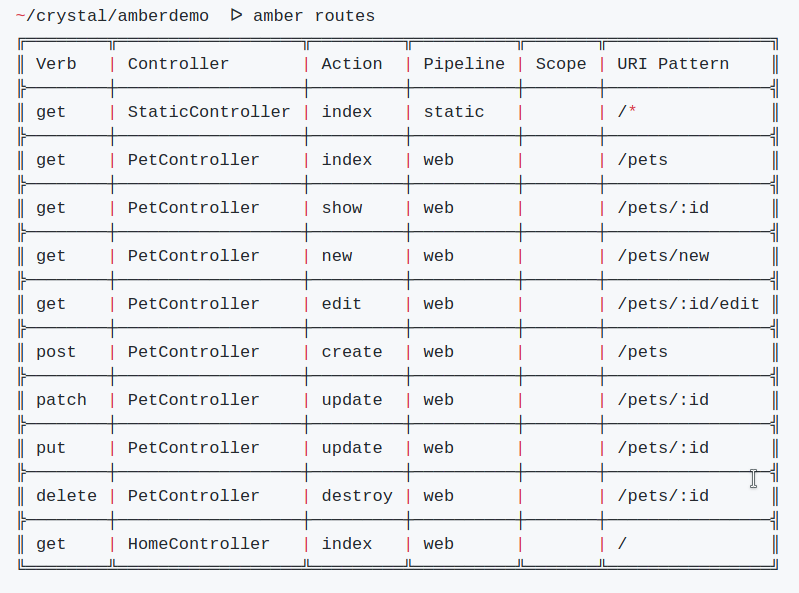 ~/crystal/amberdemo ᐅ amber routes
Verb | Controller | Action | Pipeline | Scope | URI Pattern
get | StaticController | index | static | | /*
get | PetController | index | web | | /pets
get | PetController | show | web | | /pets/:id
get | PetController | new | web | | /pets/new
get | PetController | edit | web | | /pets/:id/edit
post | PetController | create | web | | /pets
patch | PetController | update | web | | /pets/:id
put | PetController | update | web | | /pets/:id
delete | PetController | destroy | web | | /pets/:id
get | HomeController | index | web | | /